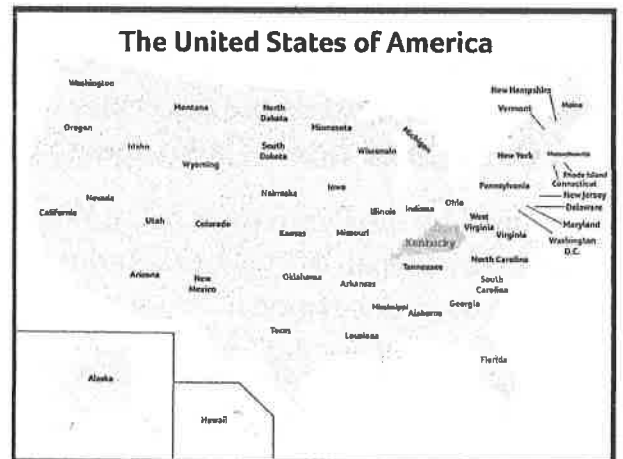 The United States of America
Washington
Montana
North
Dakota
Minnesota
Michigan
New Hampshire
Vermont
Maine
Oregon
Idaho
Wyoming
South
Dakota
Wisconsin
New York
Massachusetts
Rhode Island
Connecticut
New Jersey
Delaware
Maryland
Washington
D.C.
Nevada
California
Utah
Colorado
Nebraska
Iowa
Illinois
Indiana
Ohio
Pennsylvania
Kansas
Missouri
Kentucky
West
Virginia
Virginia
Arizona
New
Mexico
Oklahoma
Arkansas
Tennessee
North Carolina
South
Carolina
Mississippi
Alabama
Georgia
Texas
Louisiana
Florida
Alaska
Hawaii